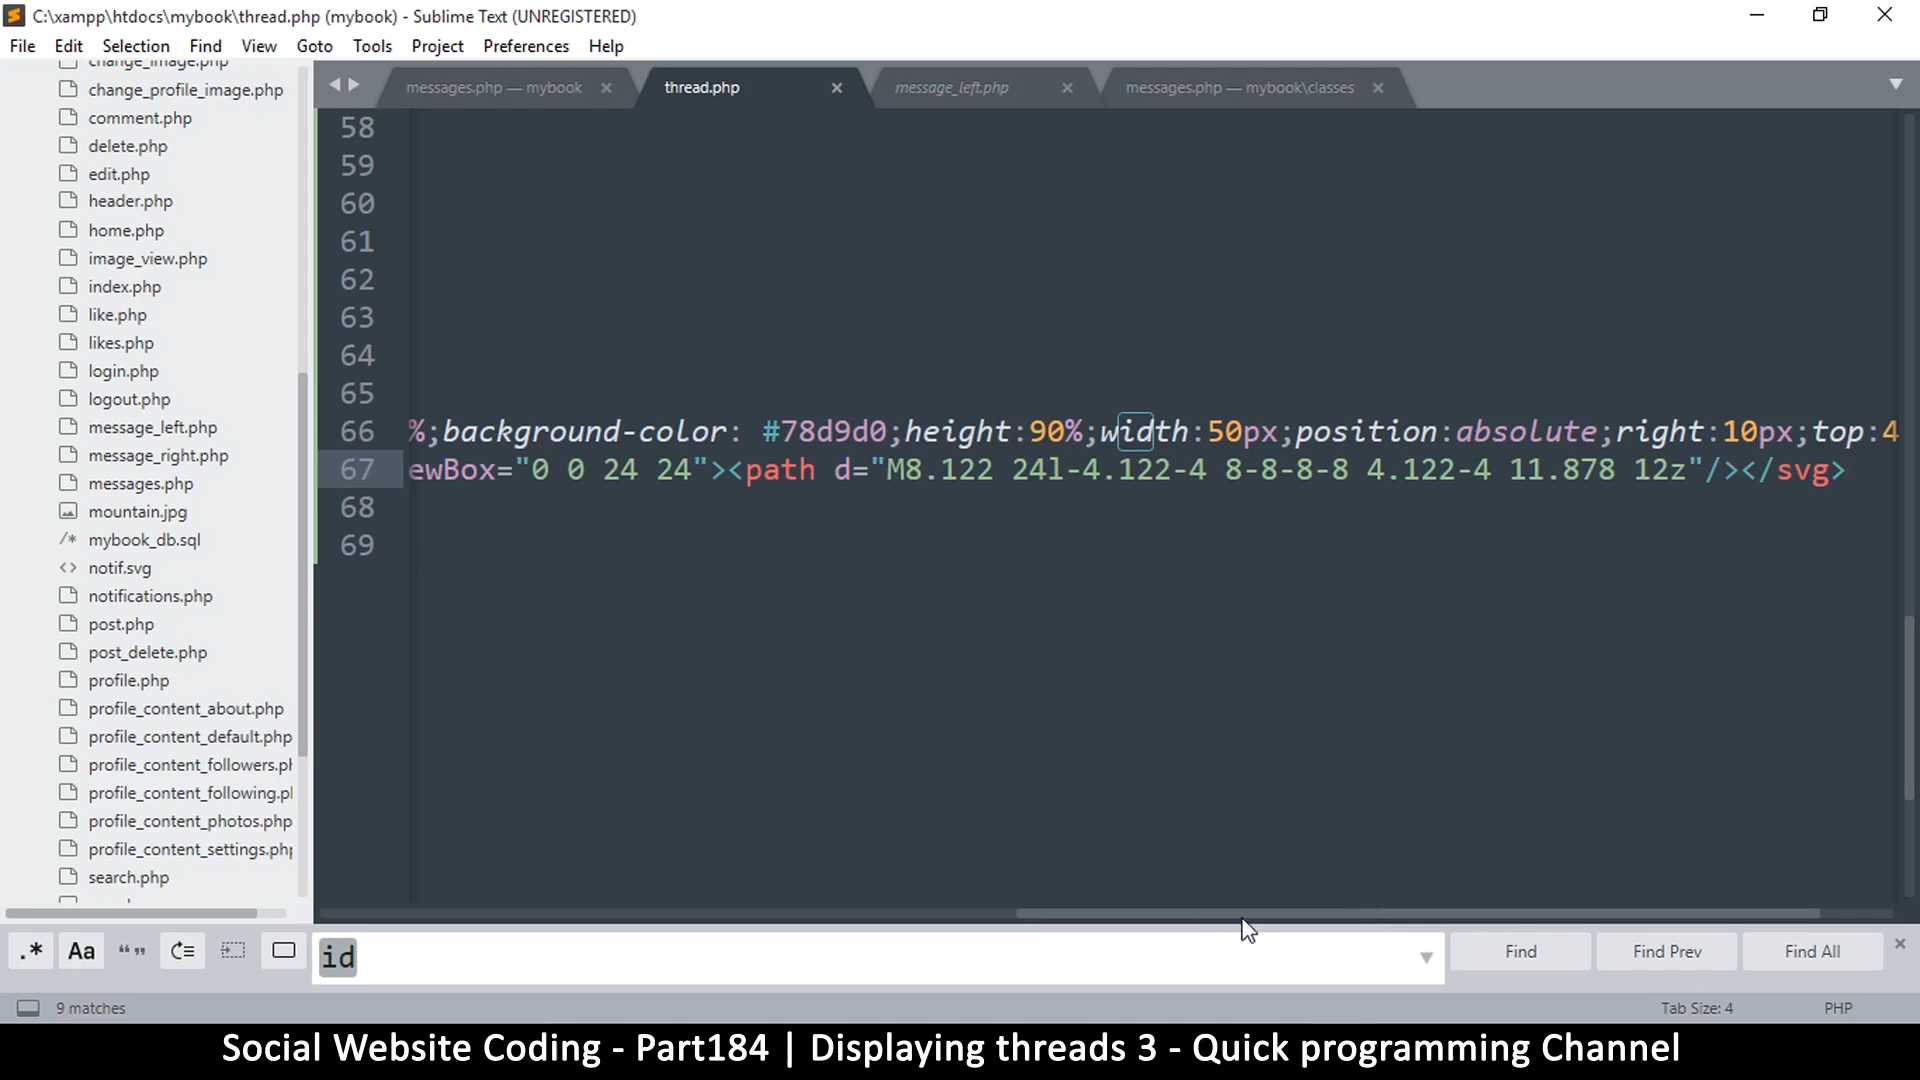 C:\xampp\htdocs\mybook\thread.php (mybook) - Sublime Text (UNREGISTERED)
File Edit Selection Find View Goto Tools Project Preferences Help
change_image.php
change_profile_image.php
comment.php
delete.php
edit.php
header.php
home.php
image_view.php
index.php
like.php
likes.php
login.php
logout.php
message_left.php
message_right.php
messages.php
mountain.jpg
mybook_db.sql
notif.svg
notifications.php
post.php
post_delete.php
profile.php
profile_content_about.php
profile_content_default.php
profile_content_followers.ph
profile_content_following.pl
profile_content_photos.php
profile_content_settings.php
search.php
messages.php — mybook
thread.php
message_left.php
messages.php — mybook\classes
58
59
60
61
62
63
64
65
66 %;background-color: #78d9d0;height:90%;width:50px;position:absolute;right:10px;top:4
67 ewBox="0 0 24 24"><path d="M8.122 24l-4.122-4 8-8-8-8 4.122-4 11.878 12z"/></svg>
68
69
.* Aa “ ”
id
Find
Find Prev
Find All
9 matches
Tab Size: 4
PHP
Social Website Coding - Part184 | Displaying threads 3 - Quick programming Channel